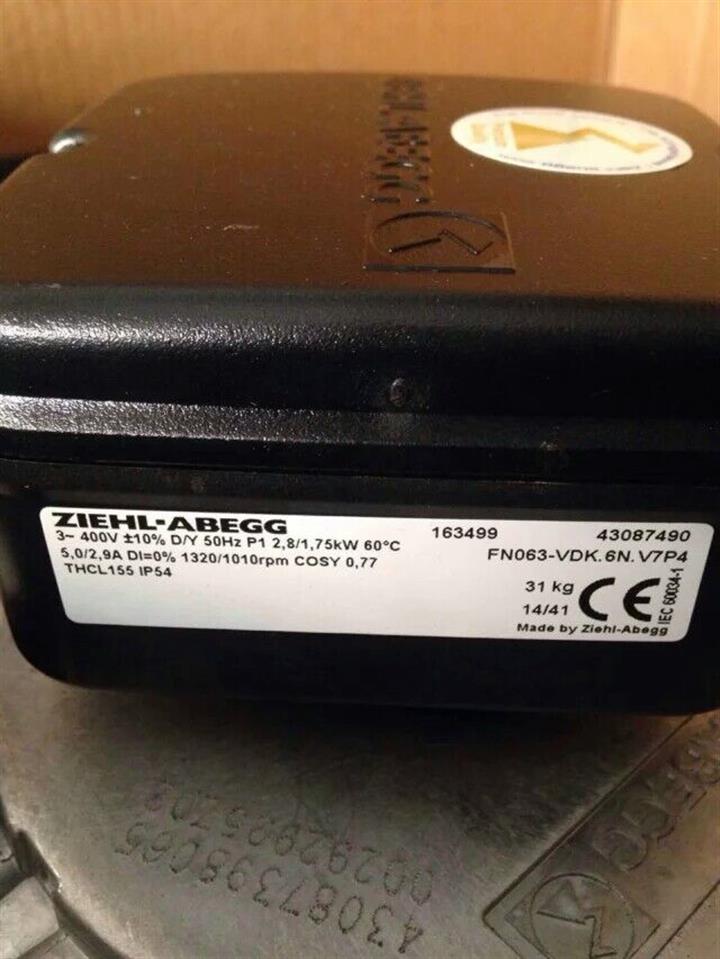 ZIEHL-ABEGG
3~ 400V ±10% D/Y 50Hz P1 2,8/1,75kW 60°C
5,0/2,9A DI=0% 1320/1010rpm COSY 0,77
THCL155 IP54
163499
43087490
FN063-VDK.6N.V7P4
31 kg
14/41
CE
IEC 60034-1
Made by Ziehl-Abegg
43087398065